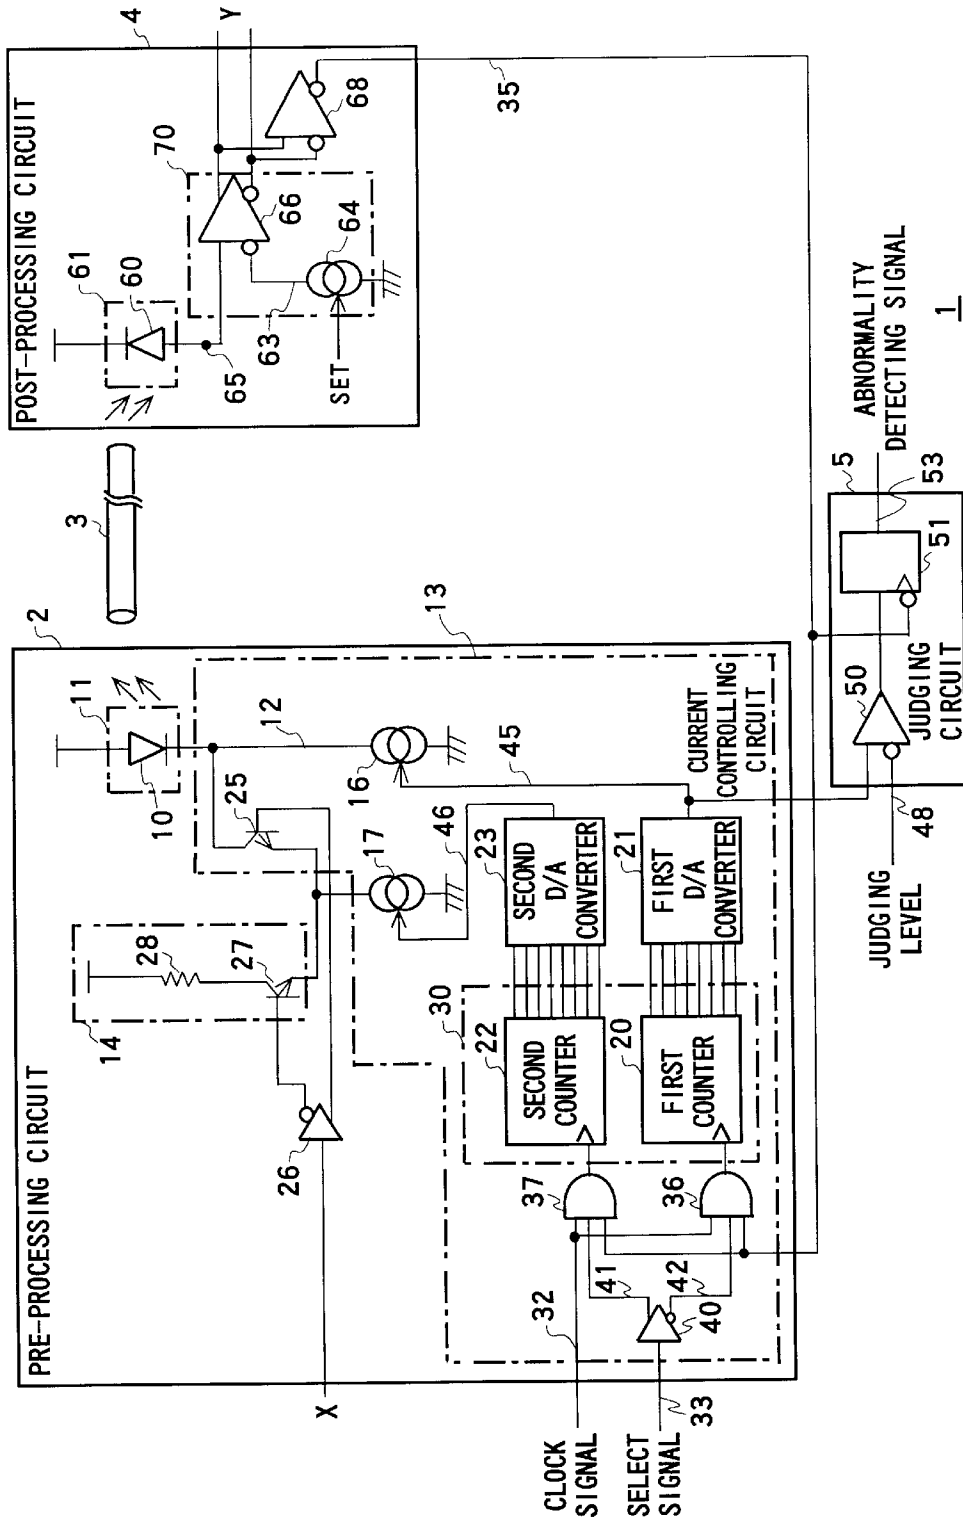 PRE-PROCESSING CIRCUIT
2
3
POST-PROCESSING CIRCUIT
4
11
10
61
60
65
70
66
64
63
SET
68
Y
35
14
28
27
25
12
13
16
17
46
45
26
X
CURRENT
CONTROLLING
CIRCUIT
30
22
SECOND
COUNTER
23
SECOND
D/A
CONVERTER
20
FIRST
COUNTER
21
FIRST
D/A
CONVERTER
37
36
32
41
42
40
33
CLOCK
SIGNAL
SELECT
SIGNAL
JUDGING
LEVEL
48
50
JUDGING
CIRCUIT
51
53
5
ABNORMALITY
DETECTING SIGNAL
1